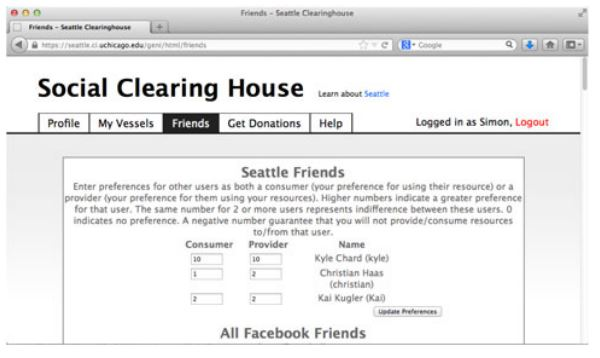 Friends – Seattle Clearinghouse
Friends – Seattle Clearinghouse
https://seattle.ci.uchicago.edu/geni/html/friends
Google
Social Clearing House Learn about Seattle
Profile My Vessels Friends Get Donations Help Logged in as Simon, Logout
Seattle Friends
Enter preferences for other users as both a consumer (your preference for using their resource) or a
provider (your preference for them using your resources). Higher numbers indicate a greater preference
for that user. The same number for 2 or more users represents indifference between these users. 0
indicates no preference. A negative number guarantee that you will not provide/consume resources
to/from that user.
Consumer Provider Name
10 10 Kyle Chard (kyle)
1 2 Christian Haas
(christian)
2 2 Kai Kugler (Kai)
Update Preferences
All Facebook Friends